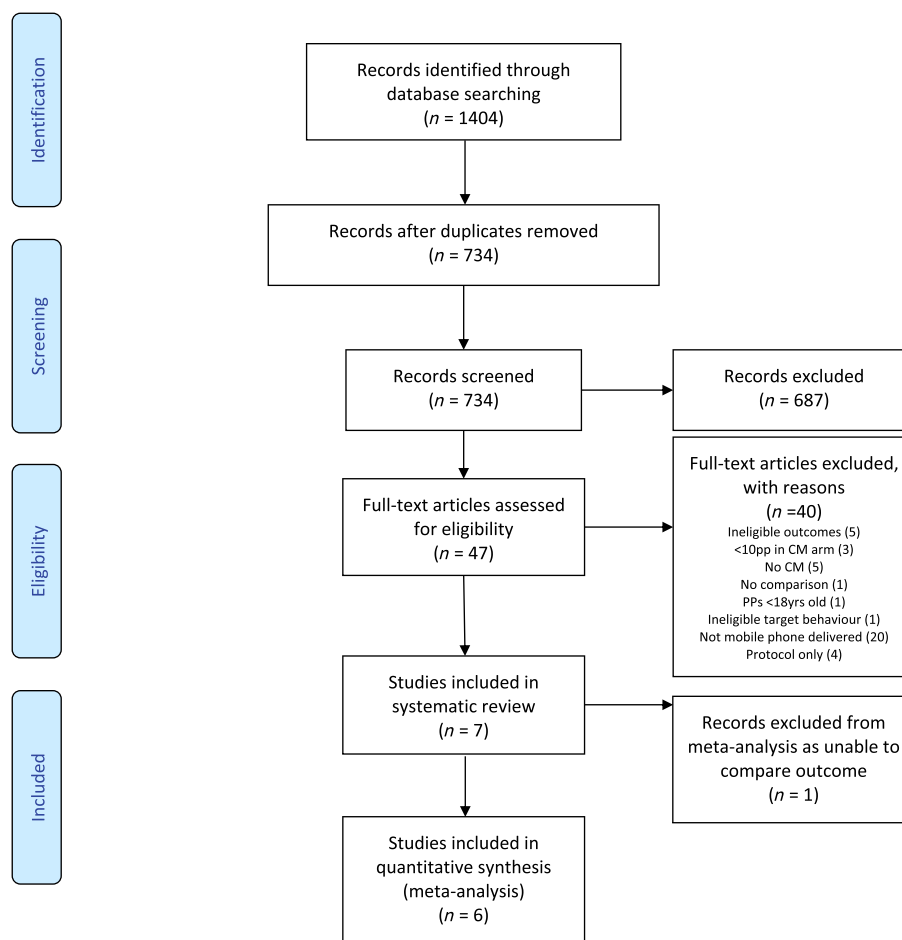 Identification
Records identified through
database searching
(n = 1404)
Records after duplicates removed
(n = 734)
Screening
Records screened
(n = 734)
Records excluded
(n = 687)
Eligibility
Full-text articles assessed
for eligibility
(n = 47)
Full-text articles excluded,
with reasons
(n =40)
Ineligible outcomes (5)
<10pp in CM arm (3)
No CM (5)
No comparison (1)
PPs <18yrs old (1)
Ineligible target behaviour (1)
Not mobile phone delivered (20)
Protocol only (4)
Included
Studies included in
systematic review
(n = 7)
Records excluded from
meta-analysis as unable to
compare outcome
(n = 1)
Studies included in
quantitative synthesis
(meta-analysis)
(n = 6)